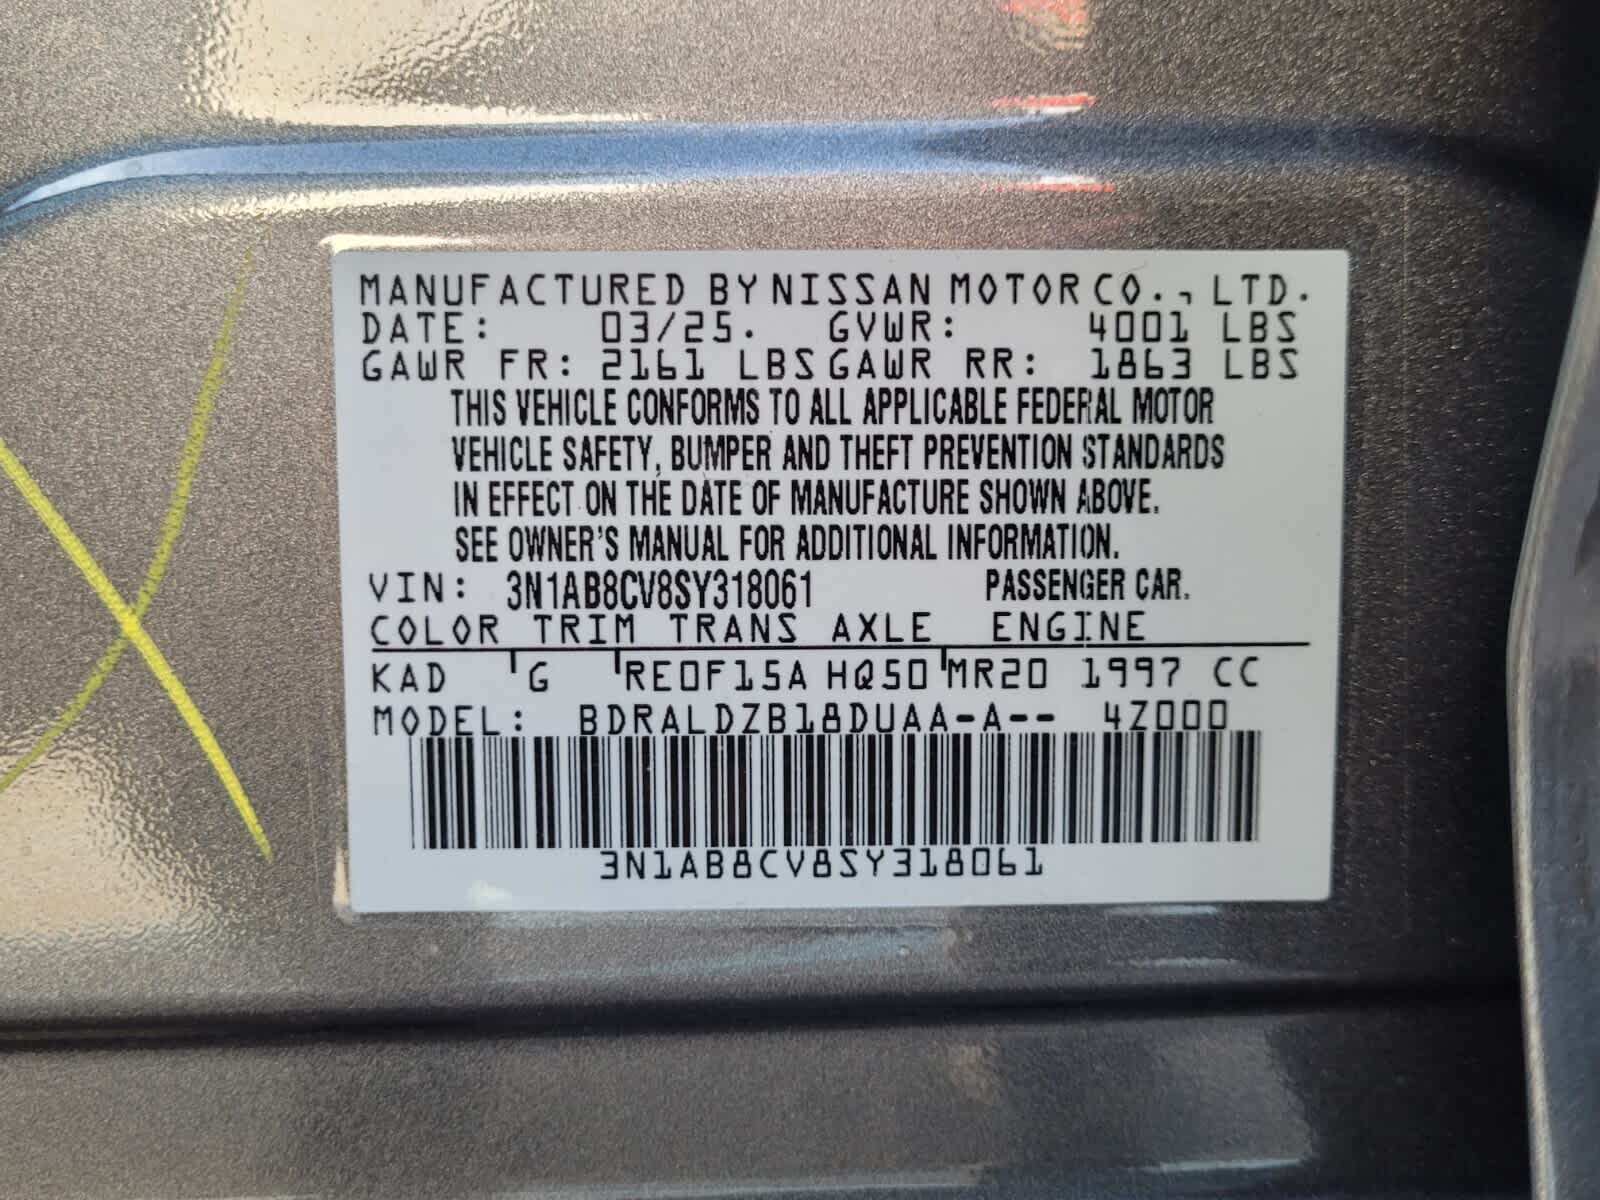 MANUFACTURED BY NISSAN MOTOR CO., LTD.
DATE: 03/25. GVWR: 4001 LBS
GAWR FR: 2161 LBS GAWR RR: 1863 LBS
THIS VEHICLE CONFORMS TO ALL APPLICABLE FEDERAL MOTOR
VEHICLE SAFETY, BUMPER AND THEFT PREVENTION STANDARDS
IN EFFECT ON THE DATE OF MANUFACTURE SHOWN ABOVE.
SEE OWNER'S MANUAL FOR ADDITIONAL INFORMATION.
VIN: 3N1AB8CV8SY318061 PASSENGER CAR.
COLOR TRIM TRANS AXLE ENGINE
KAD G RE0F15A HQ50 MR20 1997 CC
MODEL: BDRALDZB18DUAA-A-- 4Z000
3N1AB8CV8SY318061